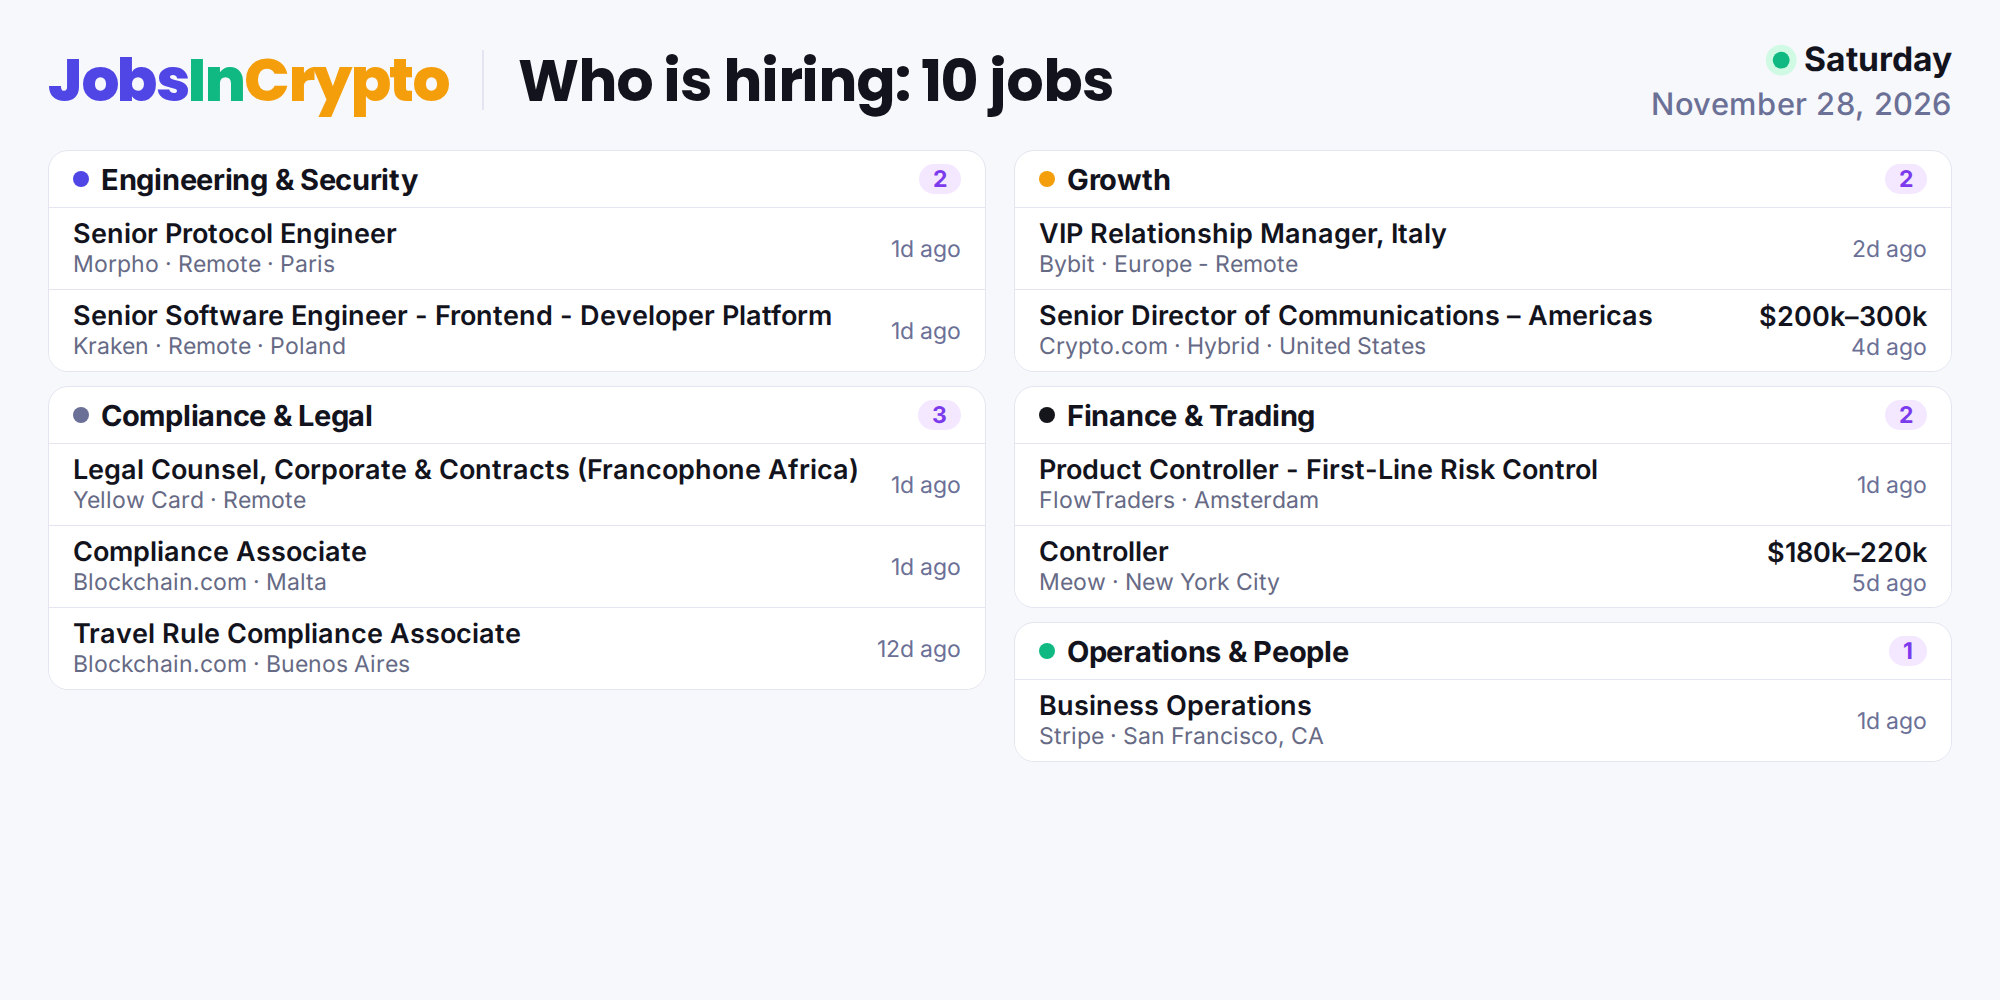 JobsInCrypto
Who is hiring: 10 jobs
Saturday
November 28, 2026
Engineering & Security
2
Senior Protocol Engineer
Morpho · Remote · Paris
1d ago
Senior Software Engineer - Frontend - Developer Platform
Kraken · Remote · Poland
1d ago
Compliance & Legal
3
Legal Counsel, Corporate & Contracts (Francophone Africa)
Yellow Card · Remote
1d ago
Compliance Associate
Blockchain.com · Malta
1d ago
Travel Rule Compliance Associate
Blockchain.com · Buenos Aires
12d ago
Growth
2
VIP Relationship Manager, Italy
Bybit · Europe - Remote
2d ago
Senior Director of Communications – Americas
Crypto.com · Hybrid · United States
$200k–300k
4d ago
Finance & Trading
2
Product Controller - First-Line Risk Control
FlowTraders · Amsterdam
1d ago
Controller
Meow · New York City
$180k–220k
5d ago
Operations & People
1
Business Operations
Stripe · San Francisco, CA
1d ago